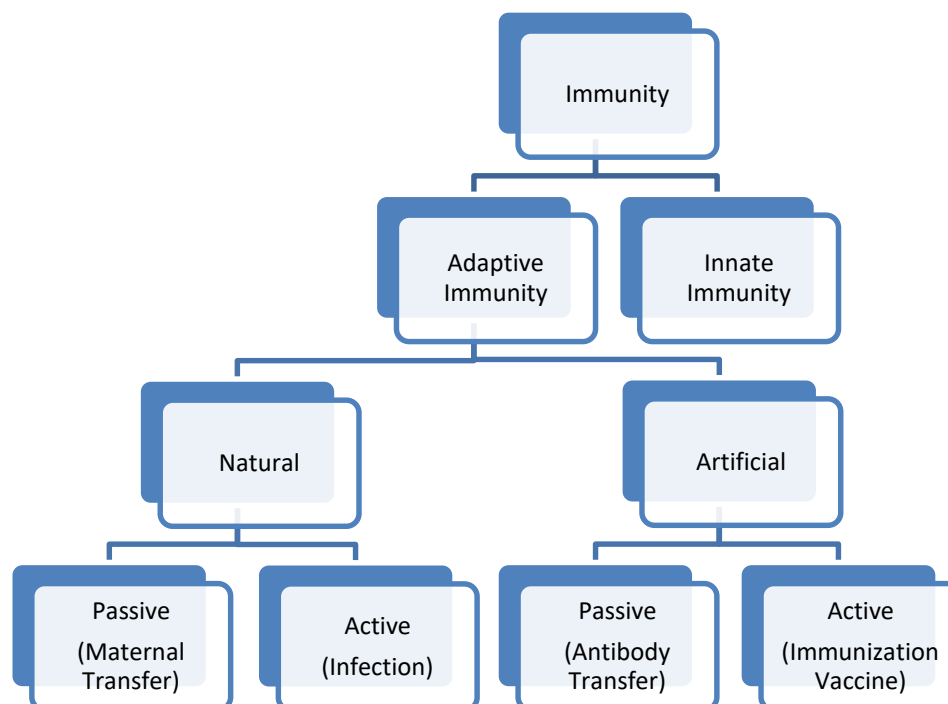 Immunity
Adaptive
Immunity
Innate
Immunity
Natural
Artificial
Passive
(Maternal
Transfer)
Active
(Infection)
Passive
(Antibody
Transfer)
Active
(Immunization
Vaccine)